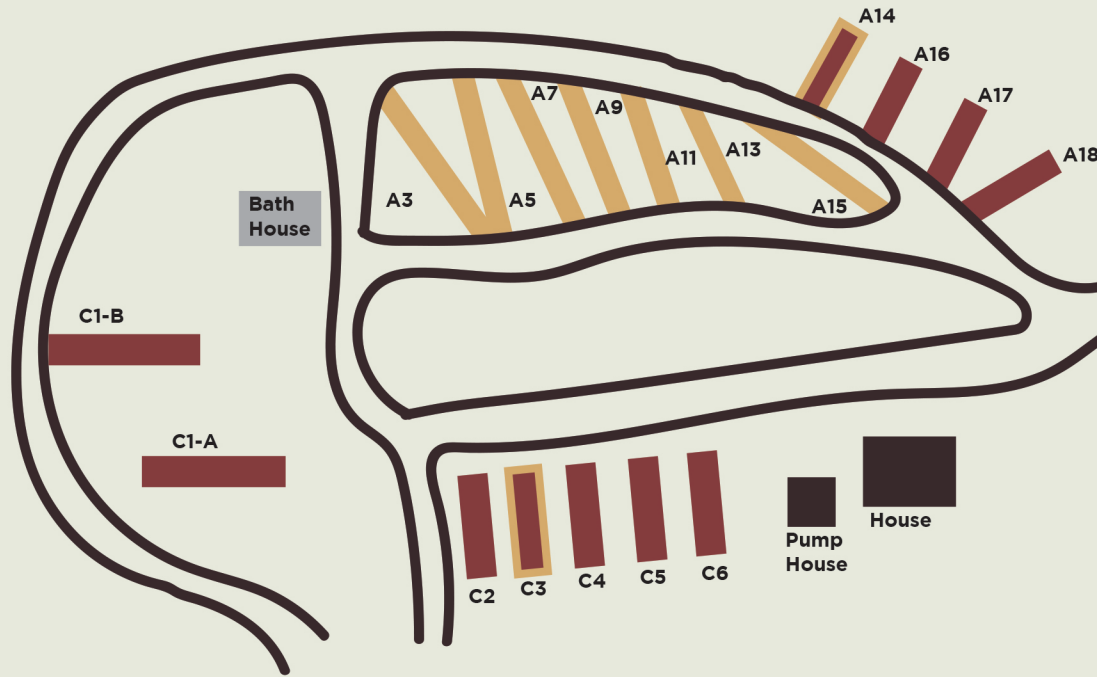 A14
A16
A7
A9
A17
A11
A13
A18
A3
A5
A15
Bath
House
C1-B
C1-A
House
Pump
House
C2
C3
C4
C5
C6